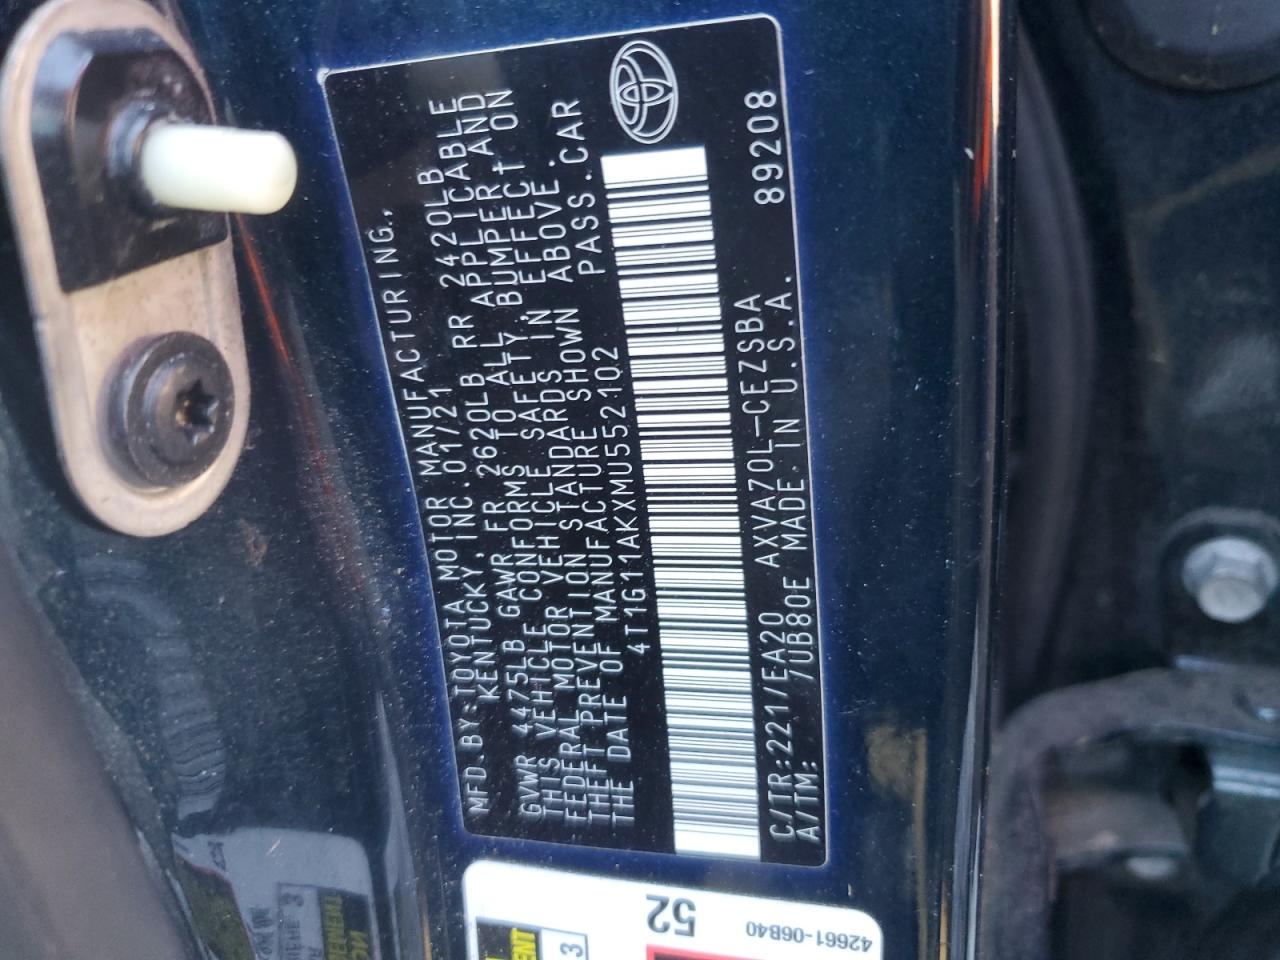 MFD.BY:TOYOTA MOTOR MANUFACTURING,
KENTUCKY,INC.01/21
GVWR 4475LB GAWR FR 2620LB RR 2420LB
THIS VEHICLE CONFORMS TO ALL APPLICABLE
FEDERAL MOTOR VEHICLE SAFETY,BUMPER,AND
THEFT PREVENTION STANDARDS IN EFFECT ON
THE DATE OF MANUFACTURE SHOWN ABOVE.
4T1G11AKXMU552102 PASS.CAR
C/TR:221/EA20 AXVA70L-CEZSBA 89208
A/TM: /UB80E MADE IN U.S.A.
52
42661-06B40
3